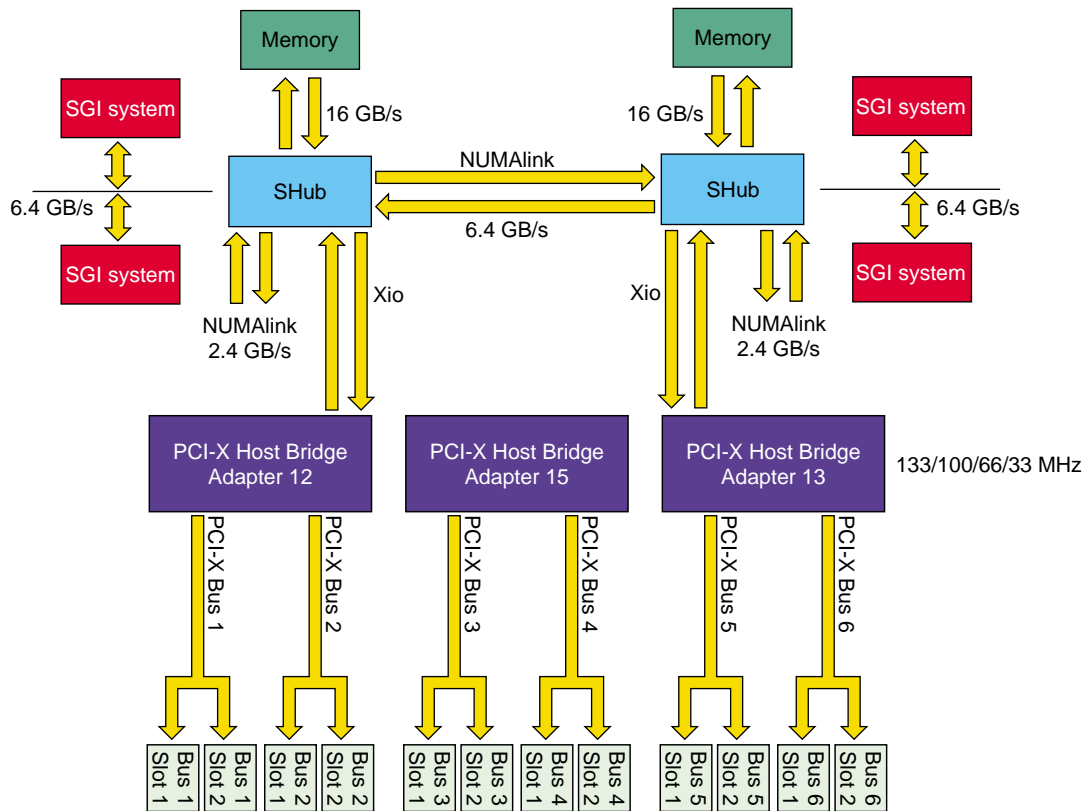 Memory
Memory
SGI system
16 GB/s
16 GB/s
SGI system
NUMAlink
SHub
SHub
6.4 GB/s
6.4 GB/s
6.4 GB/s
SGI system
SGI system
Xio
Xio
NUMAlink
2.4 GB/s
NUMAlink
2.4 GB/s
PCI-X Host Bridge
Adapter 12
PCI-X Host Bridge
Adapter 15
PCI-X Host Bridge
Adapter 13
133/100/66/33 MHz
PCI-X Bus 1
PCI-X Bus 2
PCI-X Bus 3
PCI-X Bus 4
PCI-X Bus 5
PCI-X Bus 6
Bus 1
Slot 1
Bus 1
Slot 2
Bus 2
Slot 1
Bus 2
Slot 2
Bus 3
Slot 1
Bus 3
Slot 2
Bus 4
Slot 1
Bus 4
Slot 2
Bus 5
Slot 1
Bus 5
Slot 2
Bus 6
Slot 1
Bus 6
Slot 2